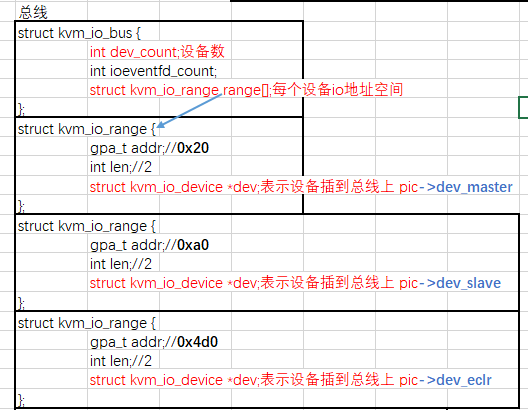 总线
struct kvm_io_bus {
int dev_count;设备数
int ioeventfd_count;
struct kvm_io_range range[];每个设备io地址空间
};
struct kvm_io_range {
gpa_t addr;//0x20
int len;//2
struct kvm_io_device *dev;表示设备插到总线上 pic->dev_master
};
struct kvm_io_range {
gpa_t addr;//0xa0
int len;//2
struct kvm_io_device *dev;表示设备插到总线上 pic->dev_slave
};
struct kvm_io_range {
gpa_t addr;//0x4d0
int len;//2
struct kvm_io_device *dev;表示设备插到总线上 pic->dev_eclr
};